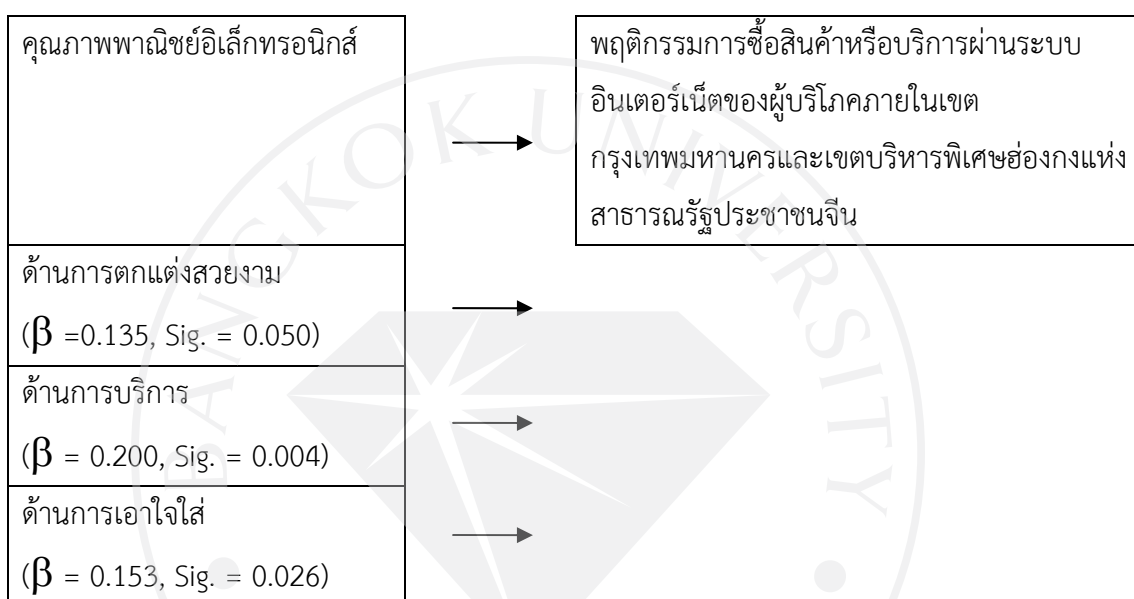 คุณภาพพาณิชย์อิเล็กทรอนิกส์
พฤติกรรมการซื้อสินค้าหรือบริการผ่านระบบ
อินเตอร์เน็ตของผู้บริโภคภายในเขต
กรุงเทพมหานครและเขตบริหารพิเศษฮ่องกงแห่ง
สาธารณรัฐประชาชนจีน
ด้านการตกแต่งสวยงาม
(β =0.135, Sig. = 0.050)
ด้านการบริการ
(β = 0.200, Sig. = 0.004)
ด้านการเอาใจใส่
(β = 0.153, Sig. = 0.026)
BANGKOK UNIVERSITY